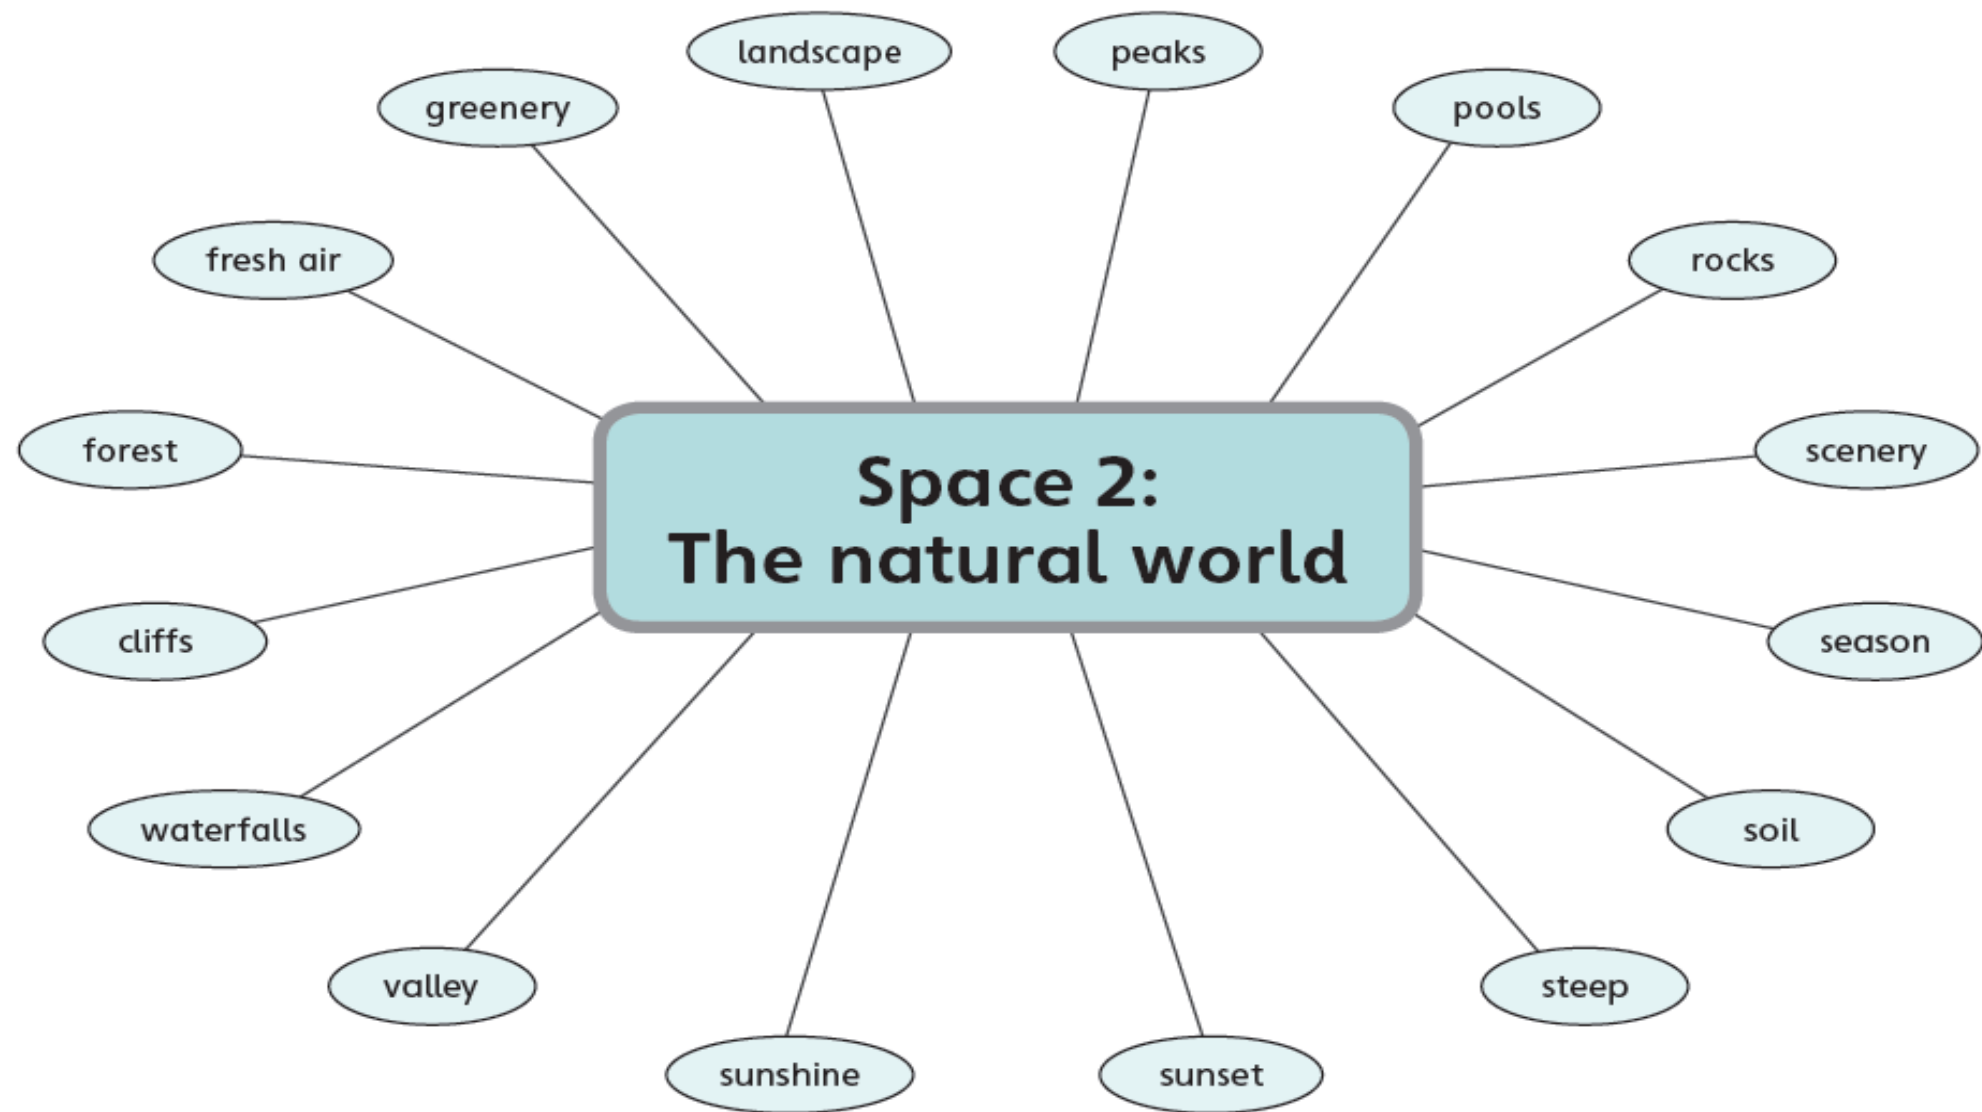 landscape
peaks
greenery
pools
fresh air
rocks
forest
scenery
Space 2:
The natural world
cliffs
season
waterfalls
soil
valley
steep
sunshine
sunset